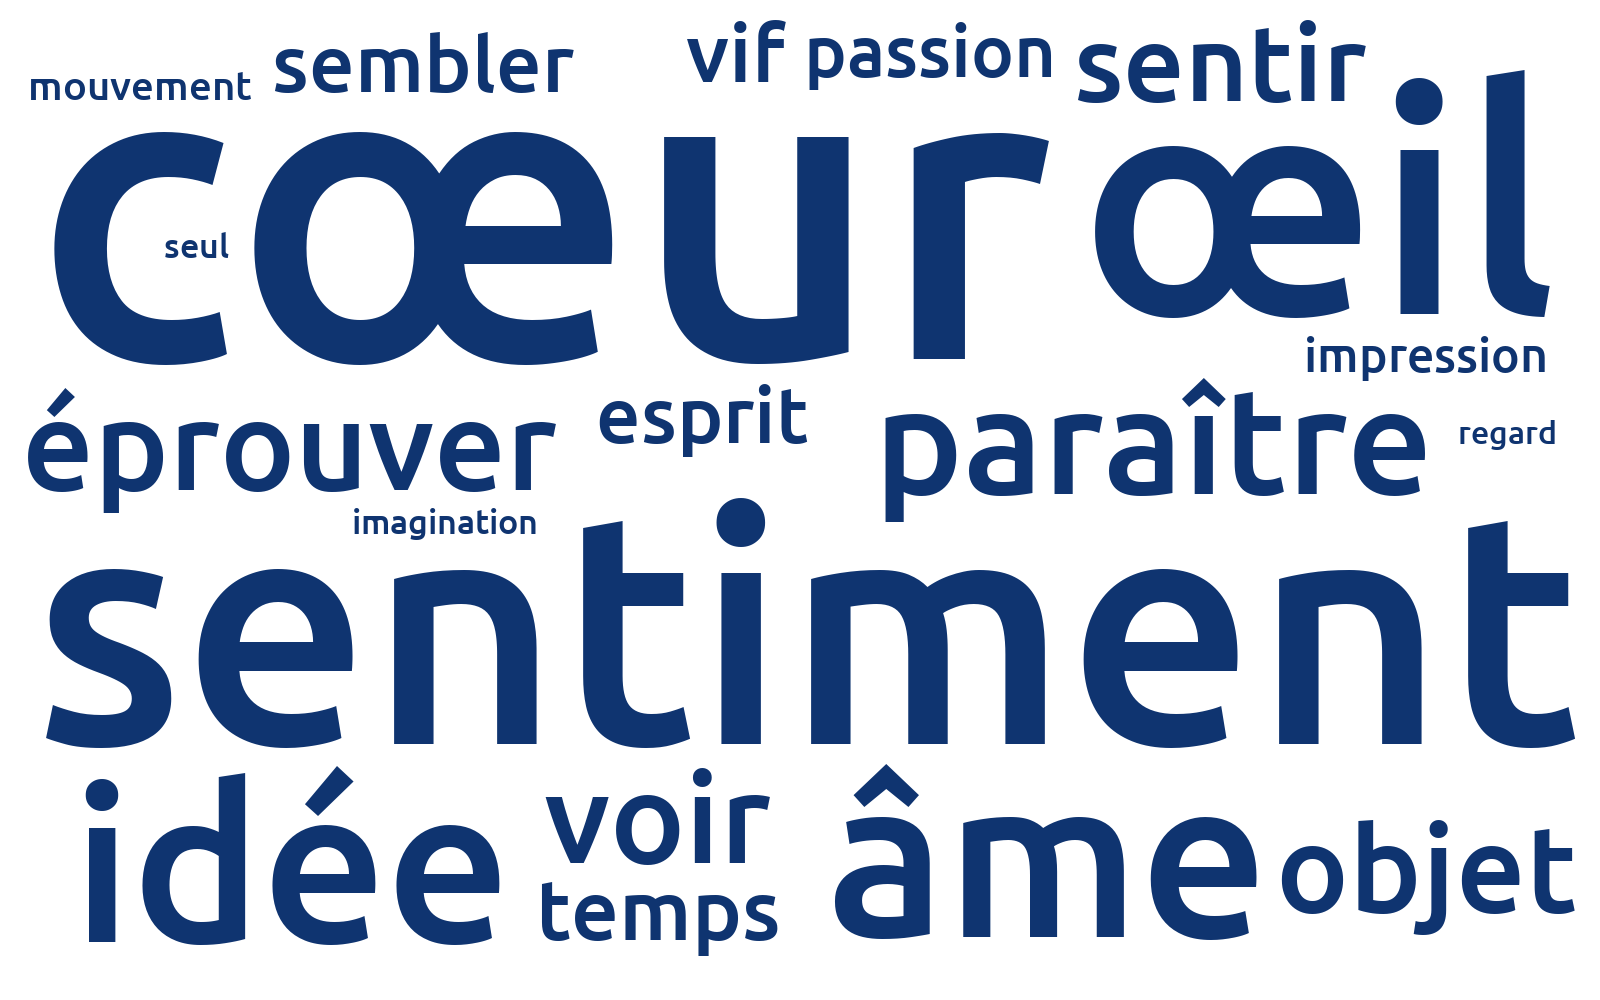 mouvement sembler vif passion sentir
cœur œil
seul
impression
éprouver esprit paraître regard
imagination
sentiment
idée voir âme objet
temps